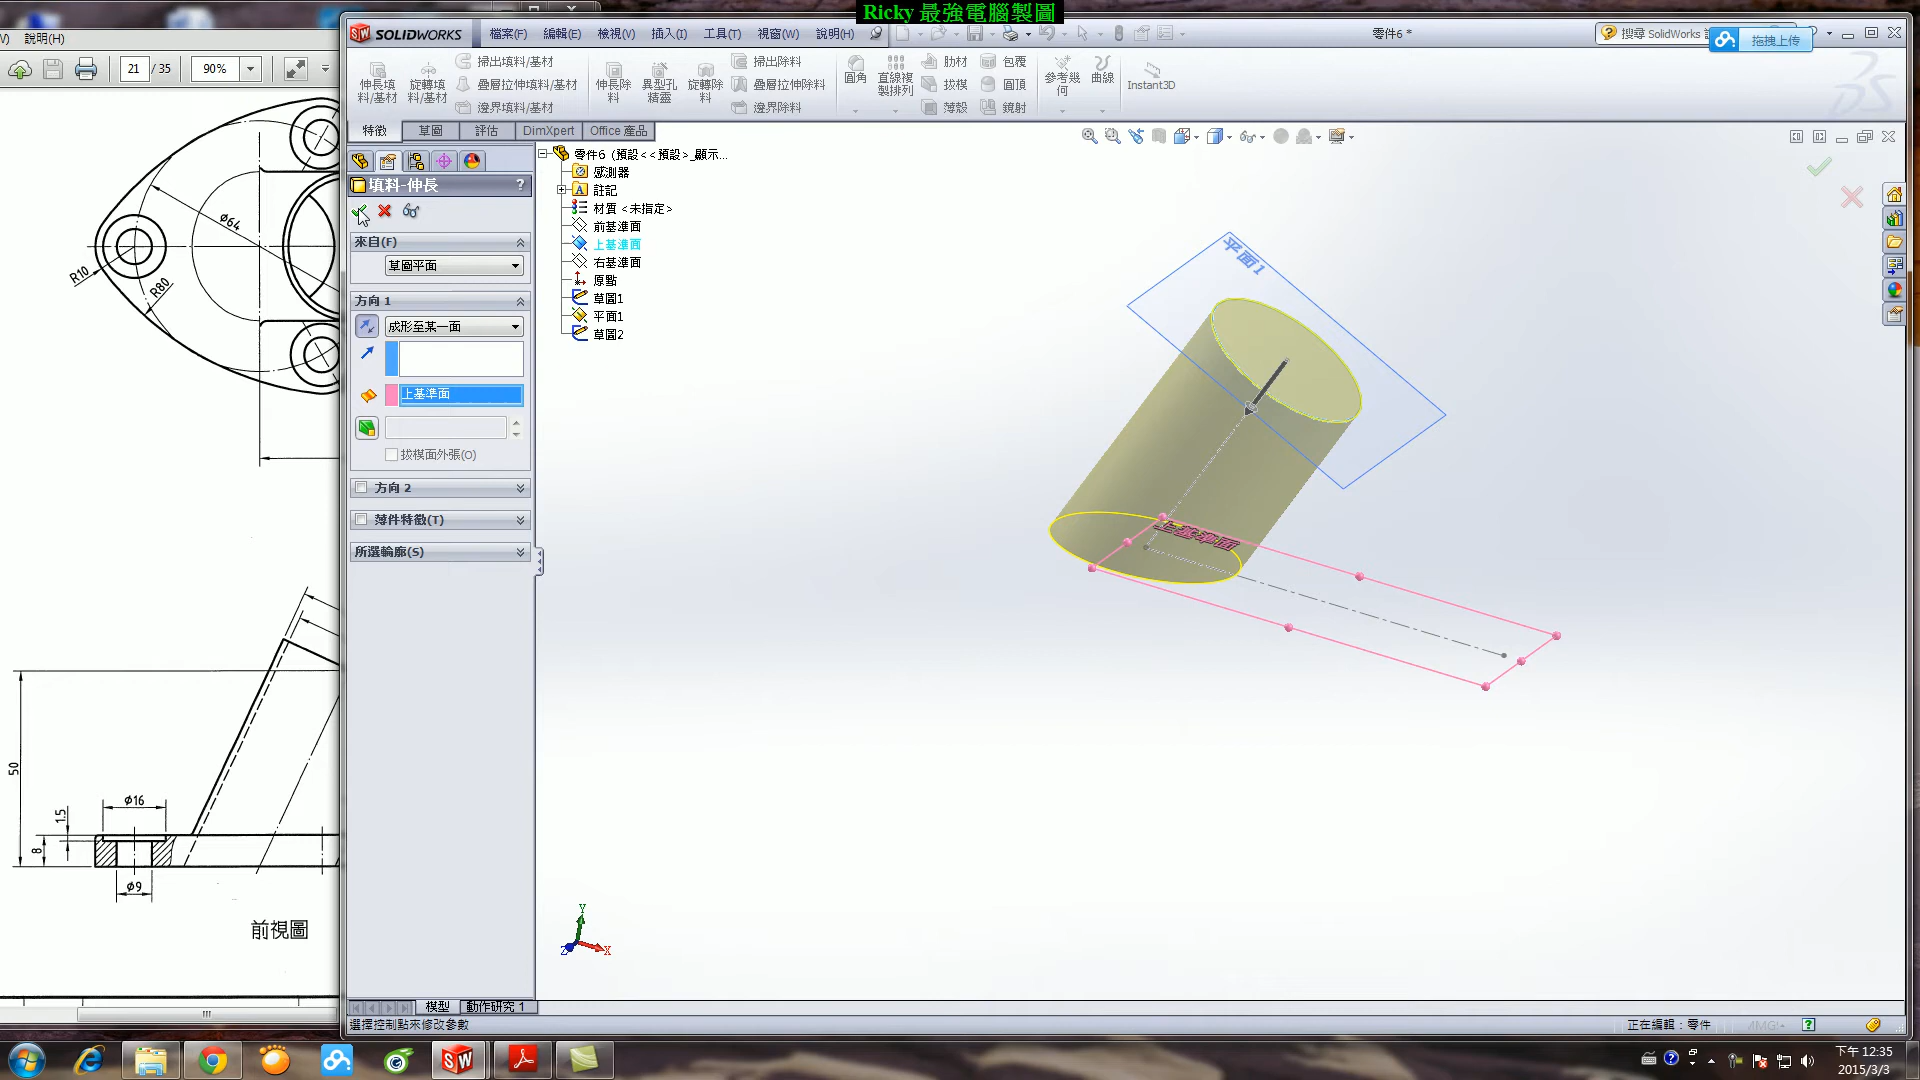 Ricky 最強電腦製圖
V) 說明(H)
21 / 35
90%
R10
R80
ø64
50
1.5
8
ø16
ø9
前視圖
SOLIDWORKS
檔案(F) 編輯(E) 檢視(V) 插入(I) 工具(T) 視窗(W) 說明(H)
零件6 *
搜尋 SolidWorks
拖拽上传
伸長填料/基材
旋轉填料/基材
掃出填料/基材
疊層拉伸填料/基材
邊界填料/基材
伸長除料
異型孔精靈
旋轉除料
掃出除料
疊層拉伸除料
邊界除料
圓角
直線複製排列
肋材
拔模
薄殼
包覆
圓頂
鏡射
參考幾何
曲線
Instant3D
特徵 草圖 評估 DimXpert Office 產品
填料-伸長 ?
來自(F)
草圖平面
方向 1
成形至某一面
上基準面
拔模面外張(O)
方向 2
薄件特徵(T)
所選輪廓(S)
零件6 (預設<<預設>_顯示...
感測器
註記
材質 <未指定>
前基準面
上基準面
右基準面
原點
草圖1
平面1
草圖2
平面1
上基準面
Y
Z
X
模型 動作研究 1
選擇控制點來修改參數
正在編輯 : 零件
下午 12:35
2015/3/3